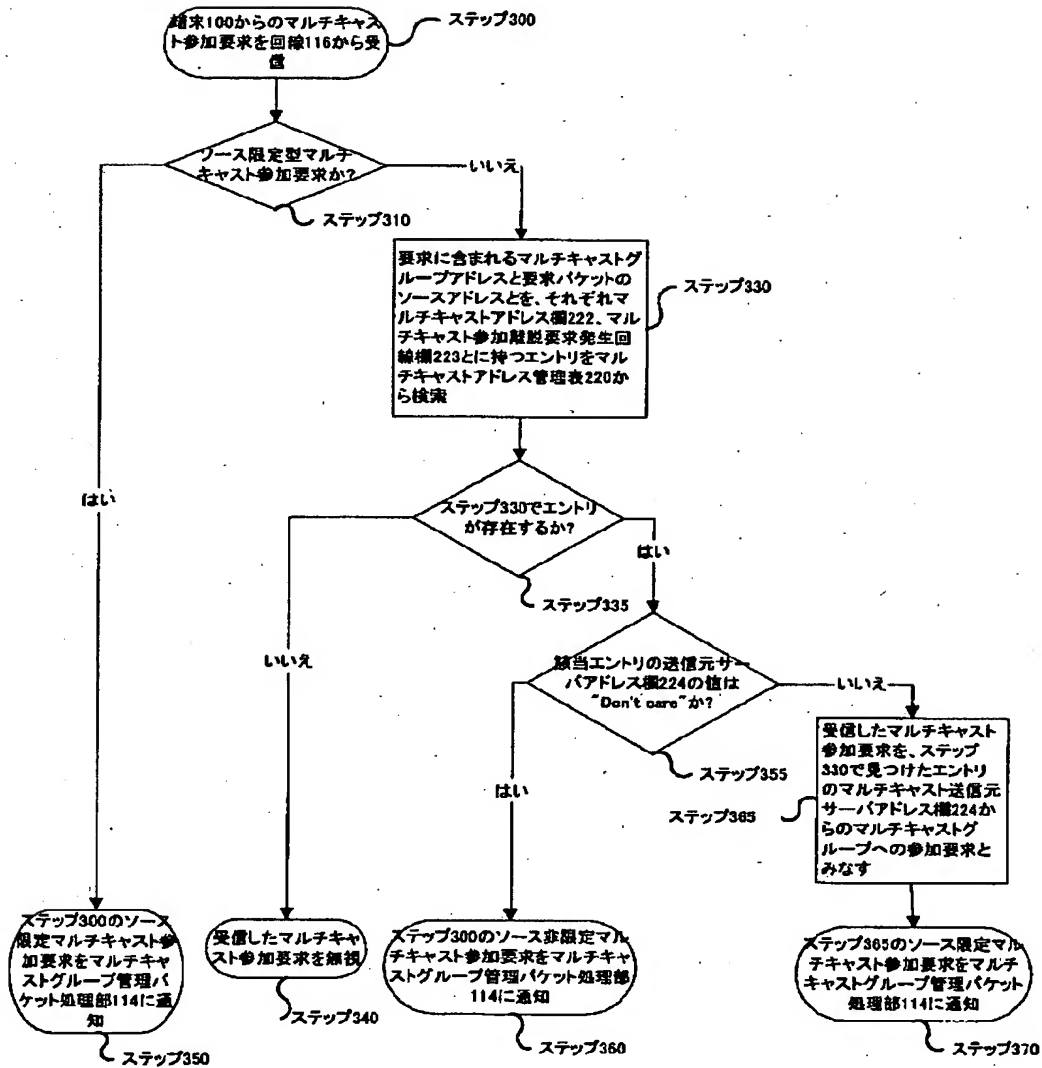 端末100からのマルチキャス
ト参加要求を回線116から受
信
ステップ300
ソース限定型マルチ
キャスト参加要求か?
いいえ
ステップ310
要求に含まれるマルチキャストグ
ループアドレスと要求パケットの
ソースアドレスとを、それぞれマ
ルチキャストアドレス欄222、マル
チキャスト参加離脱要求発生回
線欄223とに持つエントリをマル
チキャストアドレス管理表220か
ら検索
ステップ330
はい
ステップ330でエントリ
が存在するか?
はい
ステップ335
いいえ
該当エントリの送信元サー
バアドレス欄224の値は
"Don't care"か?
いいえ
ステップ355
はい
受信したマルチキャスト
参加要求を、ステップ
330で見つけたエントリ
のマルチキャスト送信元
サーバアドレス欄224か
らのマルチキャストグ
ループへの参加要求と
みなす
ステップ365
ステップ300のソース
限定マルチキャスト参
加要求をマルチキャ
ストグループ管理パ
ケット処理部114に通
知
ステップ350
受信したマルチキャ
スト参加要求を無視
ステップ340
ステップ300のソース非限定マル
チキャスト参加要求をマルチキャ
ストグループ管理パケット処理部
114に通知
ステップ360
ステップ365のソース限定マル
チキャスト参加要求をマルチ
キャストグループ管理パケット
処理部114に通知
ステップ370